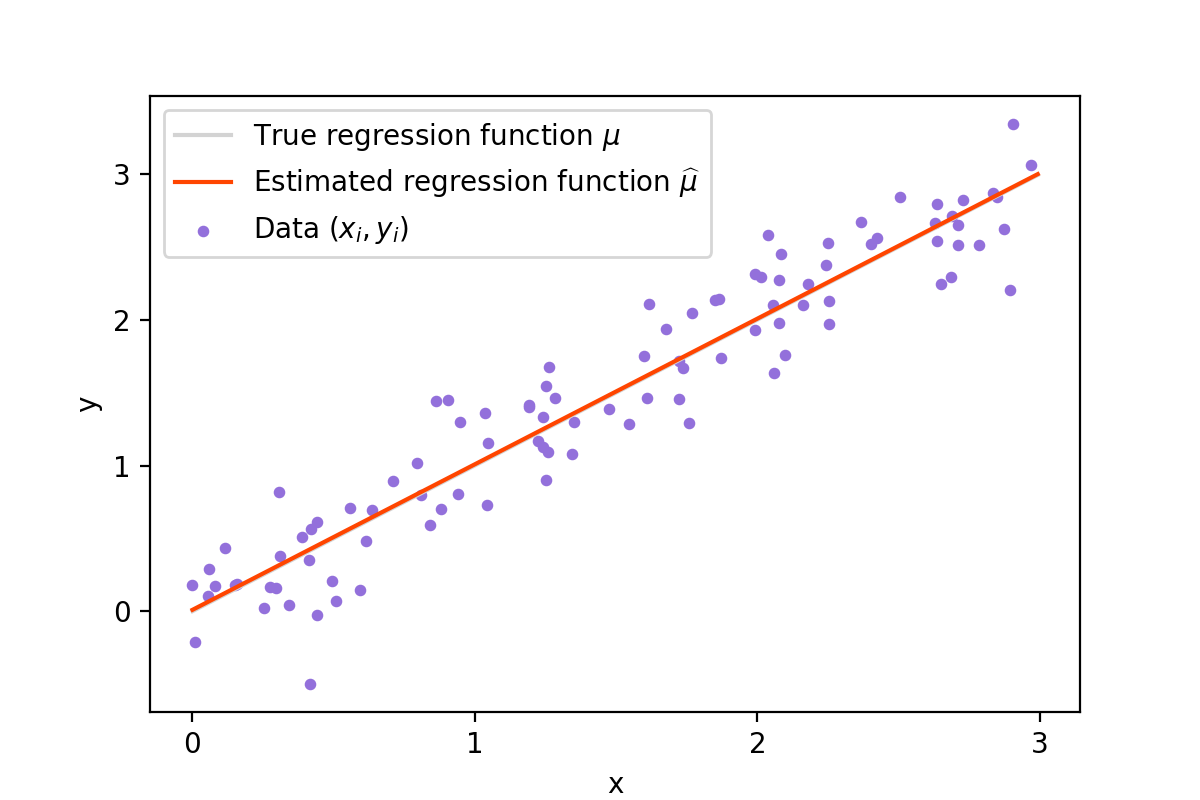 True regression function μ
Estimated regression function μ̂
Data (xᵢ, yᵢ)
3
2
1
0
y
0 1 2 3
x